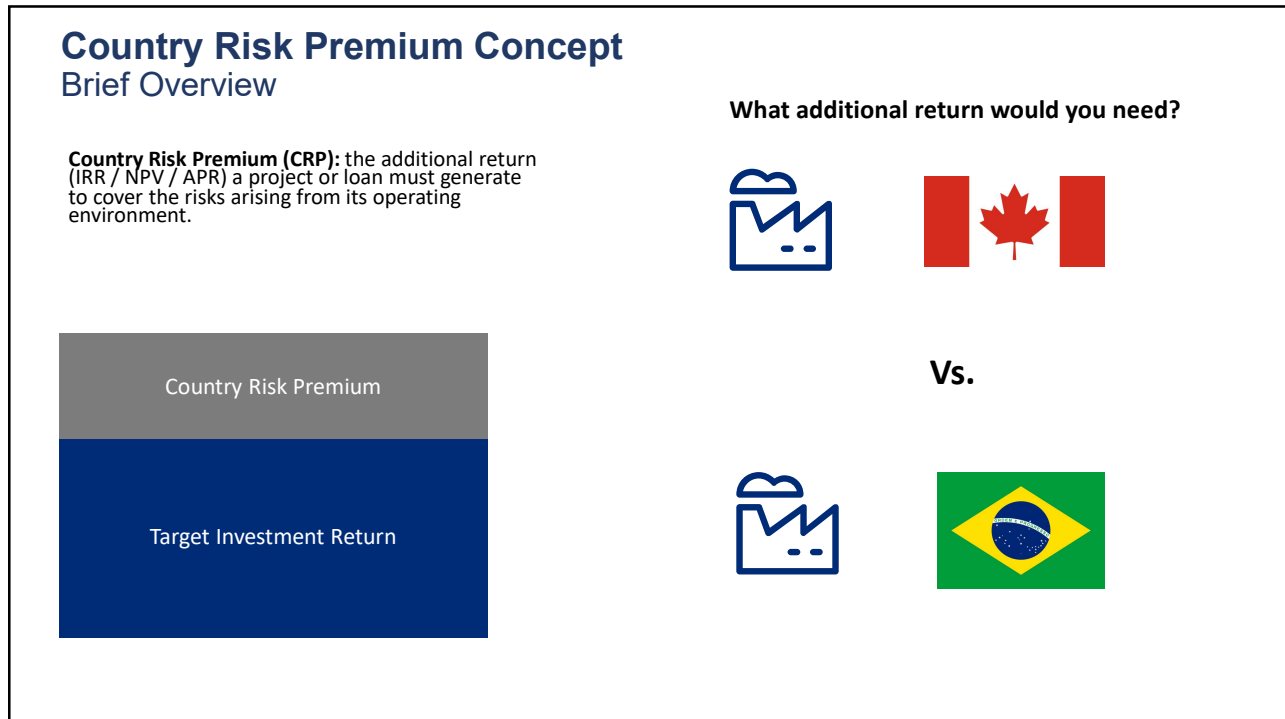 Country Risk Premium Concept
Brief Overview
Country Risk Premium (CRP): the additional return
(IRR / NPV / APR) a project or loan must generate
to cover the risks arising from its operating
environment.
Country Risk Premium
Target Investment Return
What additional return would you need?
Vs.